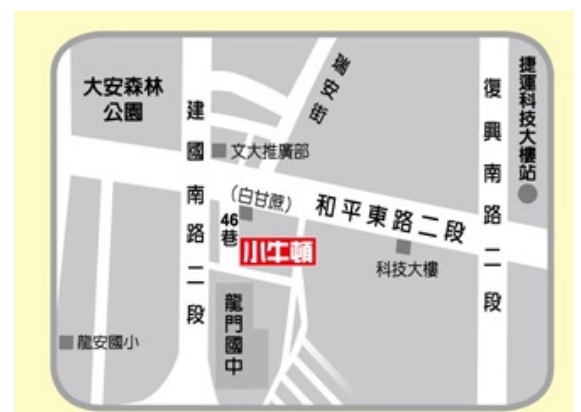 大安森林
公園
建國南路二段
瑞安街
復興南路二段
捷運科技大樓站
文大推廣部
(白甘蔗)
和平東路二段
46
巷
小牛頓
科技大樓
龍門國中
龍安國小